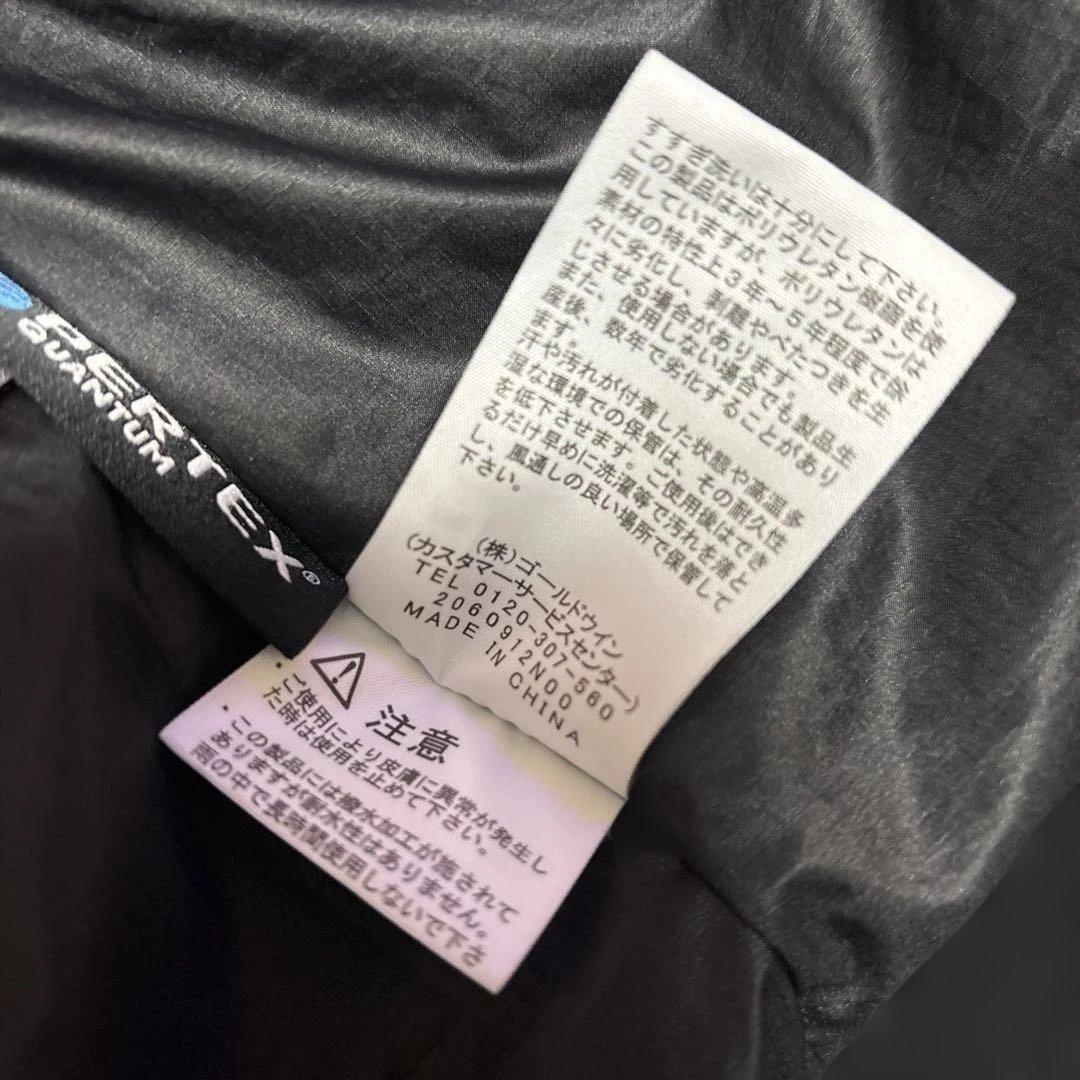 すすぎ洗いは十分にして下さい。
この製品はポリウレタン樹脂を使
用していますが、ポリウレタンは
素材の特性上3年～5年程度で徐
々に劣化し、剥離やべたつきを生
じさせる場合があります。
また、使用しない場合でも製品生
産後、数年で劣化することがあり
ます。
汗や汚れが付着した状態や高温多
湿な環境での保管は、その耐久性
を低下させます。ご使用後はでき
るだけ早めに洗濯等で汚れを落と
し、風通しの良い場所で保管して
下さい。
(株)ゴールドウイン
(カスタマーサービスセンター)
TEL 0120-307-560
2060912N00
MADE IN CHINA
PERTEX®
QUANTUM
注意
・ご使用により皮膚に異常が発生し
た時は使用を止めて下さい。
・この製品には撥水加工が施されて
ありますが耐水性はありません。
雨の中で長時間使用しないで下さ